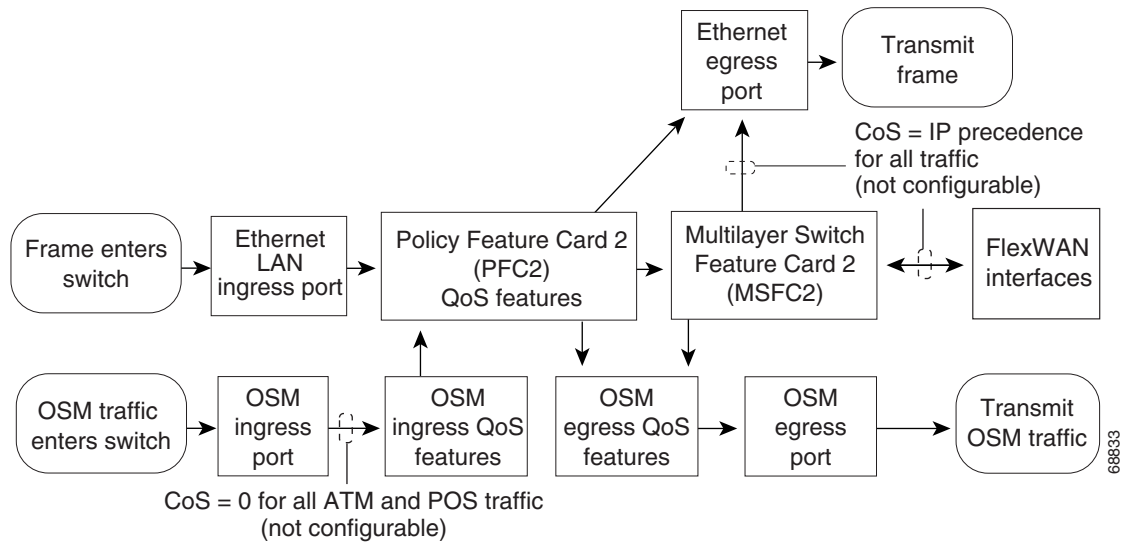 Ethernet
egress
port
Transmit
frame
CoS = IP precedence
for all traffic
(not configurable)
Frame enters
switch
Ethernet
LAN
ingress port
Policy Feature Card 2
(PFC2)
QoS features
Multilayer Switch
Feature Card 2
(MSFC2)
FlexWAN
interfaces
OSM traffic
enters switch
OSM
ingress
port
OSM
ingress QoS
features
OSM
egress QoS
features
OSM
egress
port
Transmit
OSM traffic
CoS = 0 for all ATM and POS traffic
(not configurable)
68833